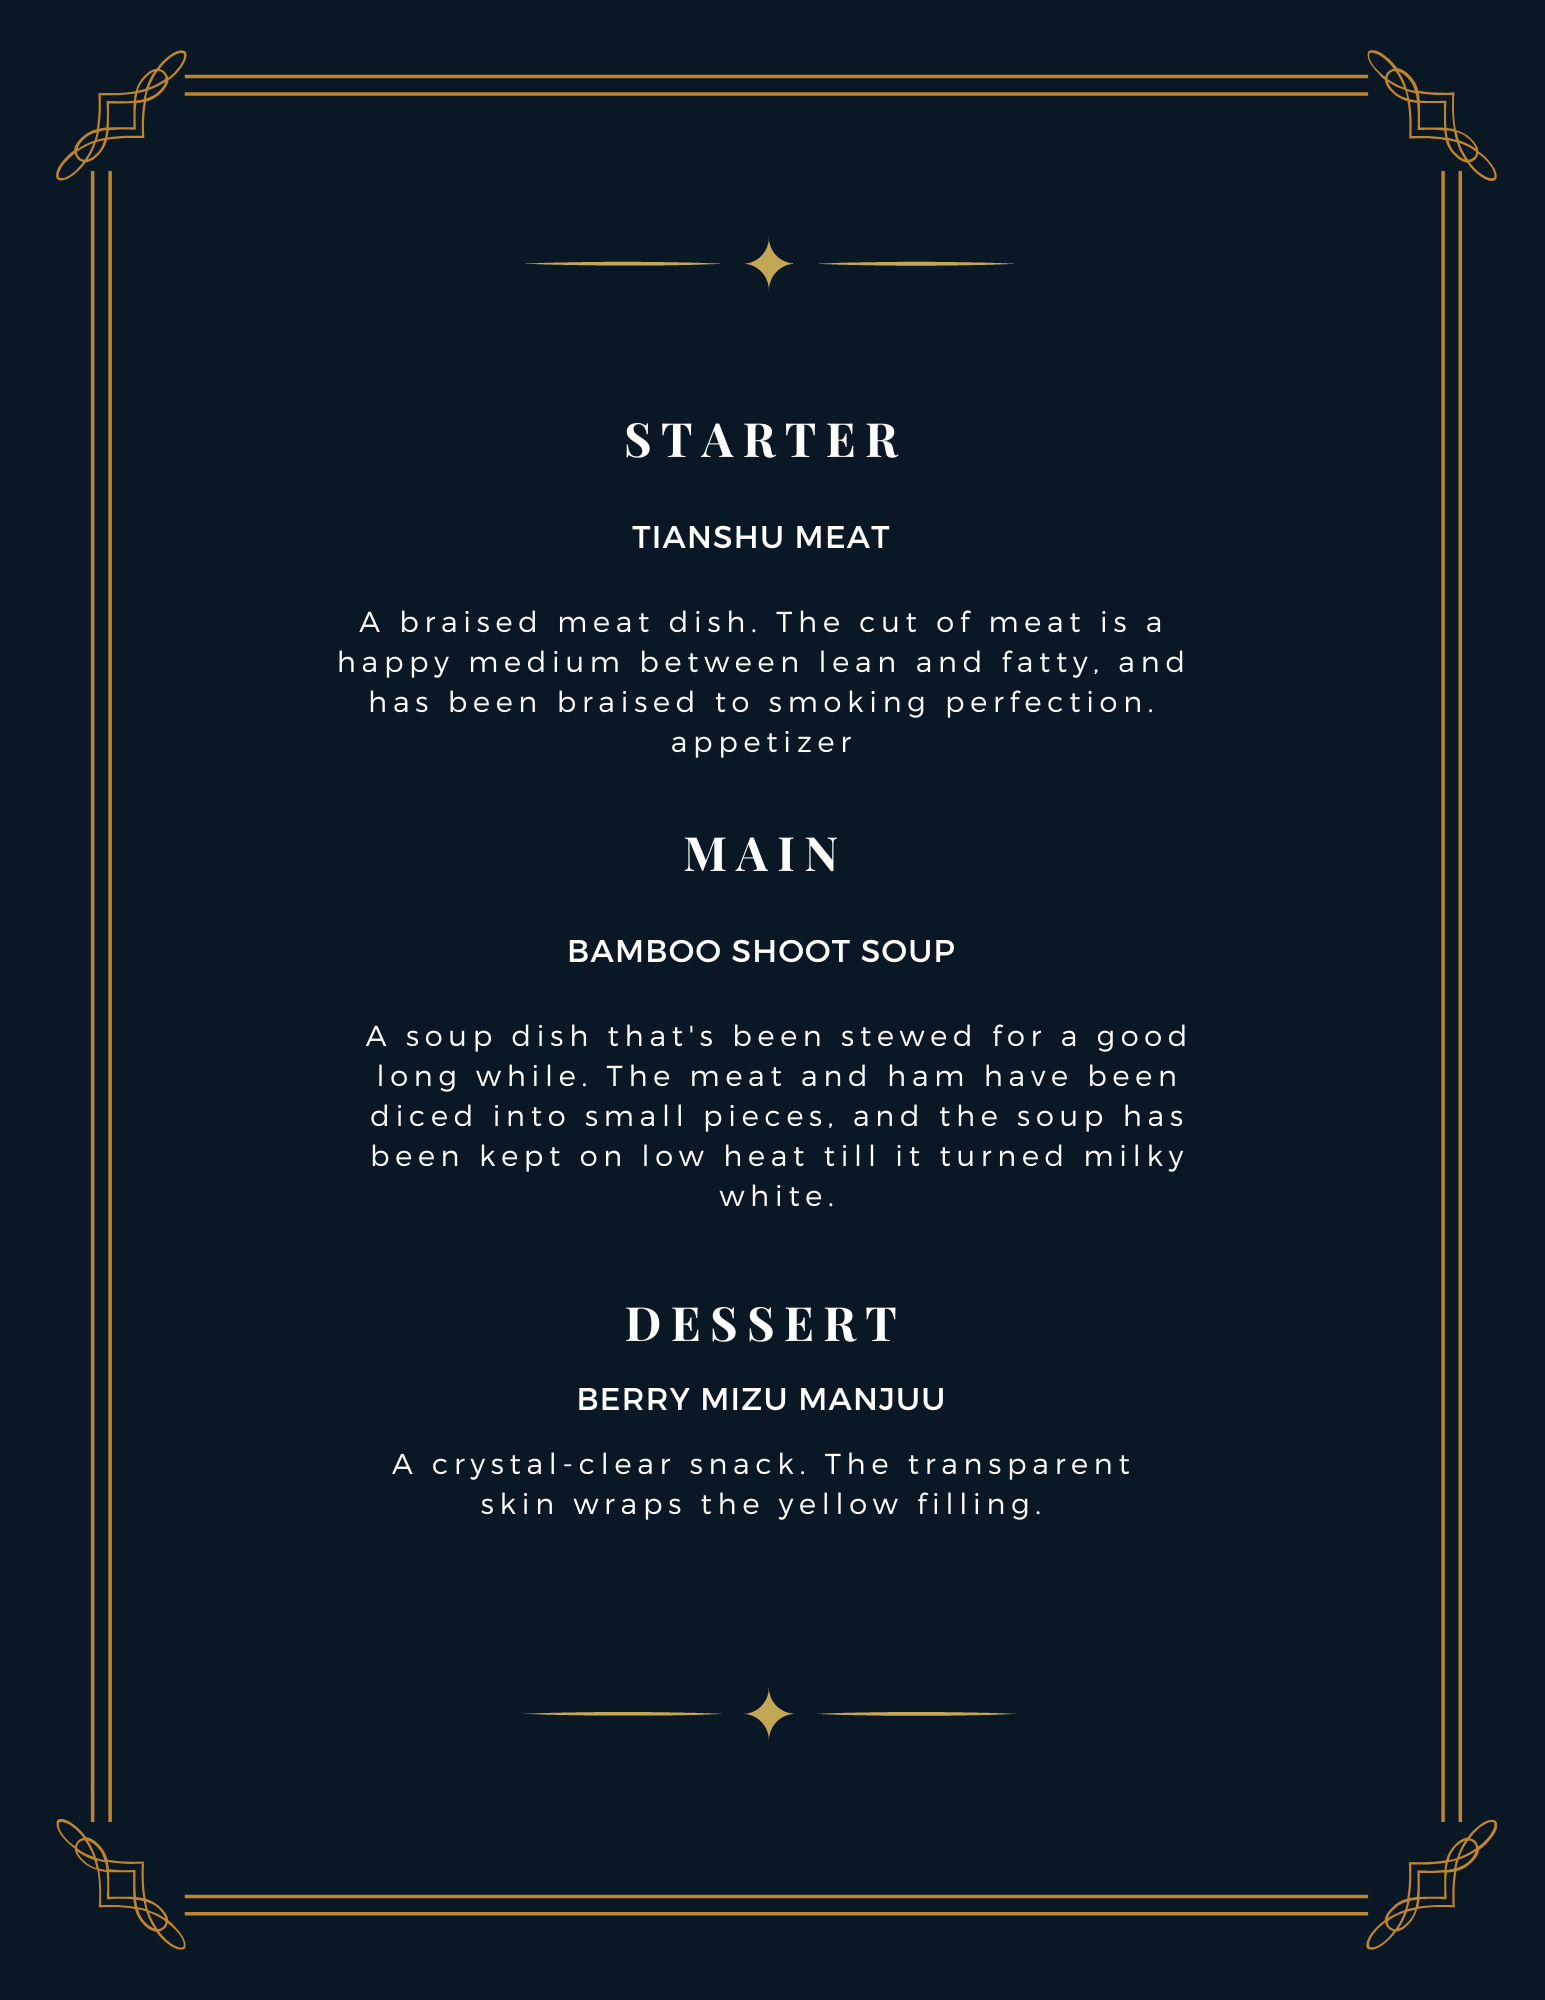 STARTER
TIANSHU MEAT
A braised meat dish. The cut of meat is a
happy medium between lean and fatty, and
has been braised to smoking perfection.
appetizer
MAIN
BAMBOO SHOOT SOUP
A soup dish that's been stewed for a good
long while. The meat and ham have been
diced into small pieces, and the soup has
been kept on low heat till it turned milky
white.
DESSERT
BERRY MIZU MANJUU
A crystal-clear snack. The transparent
skin wraps the yellow filling.